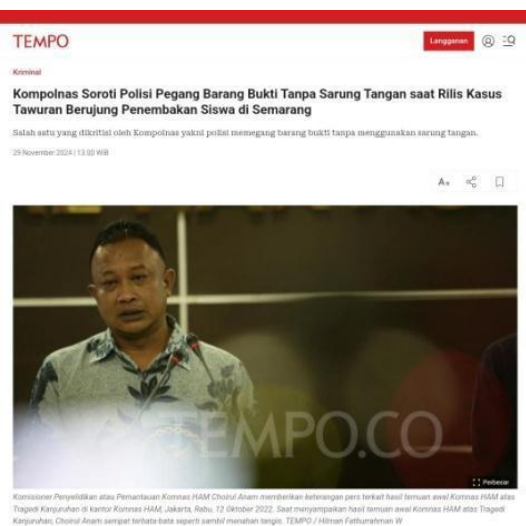 TEMPO
Langganan
Kriminal
Kompolnas Soroti Polisi Pegang Barang Bukti Tanpa Sarung Tangan saat Rilis Kasus
Tawuran Berujung Penembakan Siswa di Semarang
Salah satu yang dikritisi oleh Kompolnas yakni polisi memegang barang bukti tanpa menggunakan sarung tangan.
29 November 2024 | 13.00 WIB
A+
TEMPO.CO
Perbesar
Komisioner Penyelidikan atau Pemantauan Komnas HAM Choirul Anam memberikan keterangan pers terkait hasil temuan awal Komnas HAM atas
Tragedi Kanjuruhan di kantor Komnas HAM, Jakarta, Rabu, 12 Oktober 2022. Saat menyampaikan hasil temuan awal Komnas HAM atas Tragedi
Kanjuruhan, Choirul Anam sempat terbata-bata seperti sambil menahan tangis. TEMPO / Hilman Fathurrahman W